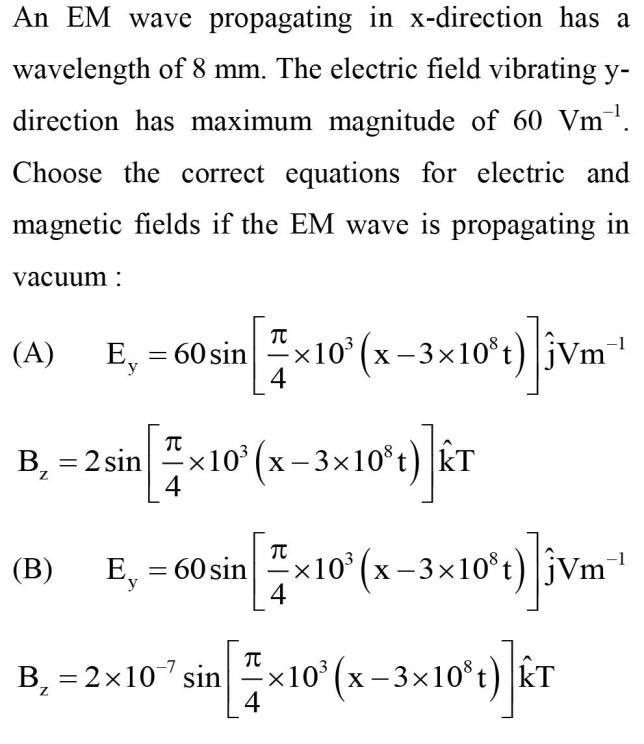 An EM wave propagating in x-direction has a
wavelength of 8 mm. The electric field vibrating y-
direction has maximum magnitude of 60 Vm⁻¹.
Choose the correct equations for electric and
magnetic fields if the EM wave is propagating in
vacuum :
(A) E_y = 60 sin[π/4 × 10³ (x − 3 × 10⁸ t)] ĵVm⁻¹
B_z = 2 sin[π/4 × 10³ (x − 3 × 10⁸ t)] k̂T
(B) E_y = 60 sin[π/4 × 10³ (x − 3 × 10⁸ t)] ĵVm⁻¹
B_z = 2 × 10⁻⁷ sin[π/4 × 10³ (x − 3 × 10⁸ t)] k̂T